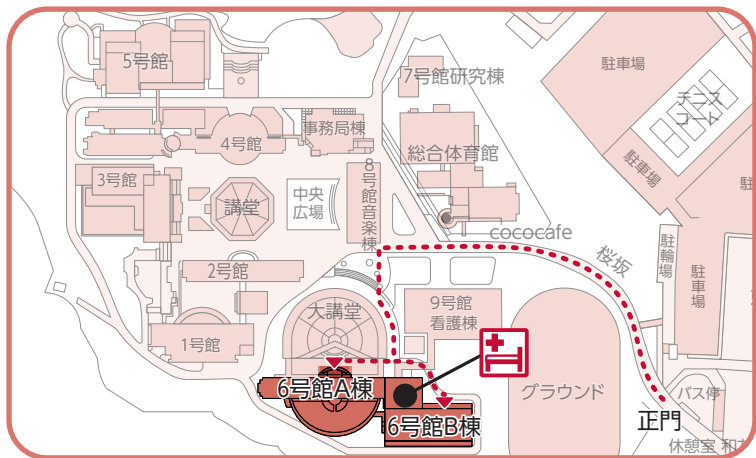 5号館
7号館研究棟
駐車場
テニス
コート
4号館
事務局棟
総合体育館
駐車場
3号館
8号館音楽棟
講堂
中央
広場
cococafe
桜坂
駐輪場
駐車場
2号館
大講堂
9号館
看護棟
1号館
6号館A棟
グラウンド
バス停
6号館B棟
正門
休憩室